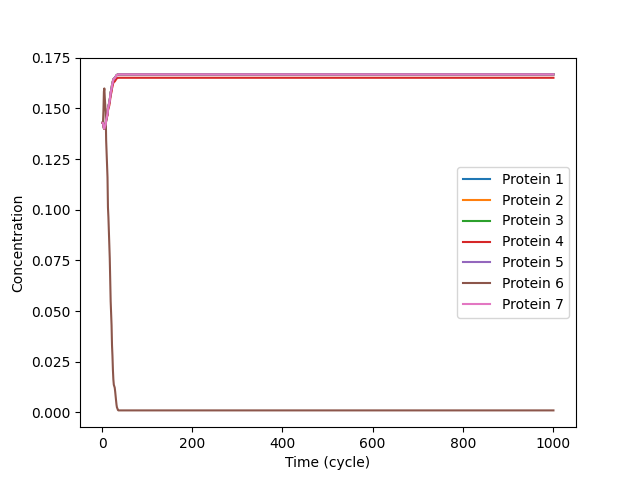 0.175
0.150
0.125
0.100
0.075
0.050
0.025
0.000
Concentration
0
200
400
600
800
1000
Time (cycle)
Protein 1
Protein 2
Protein 3
Protein 4
Protein 5
Protein 6
Protein 7